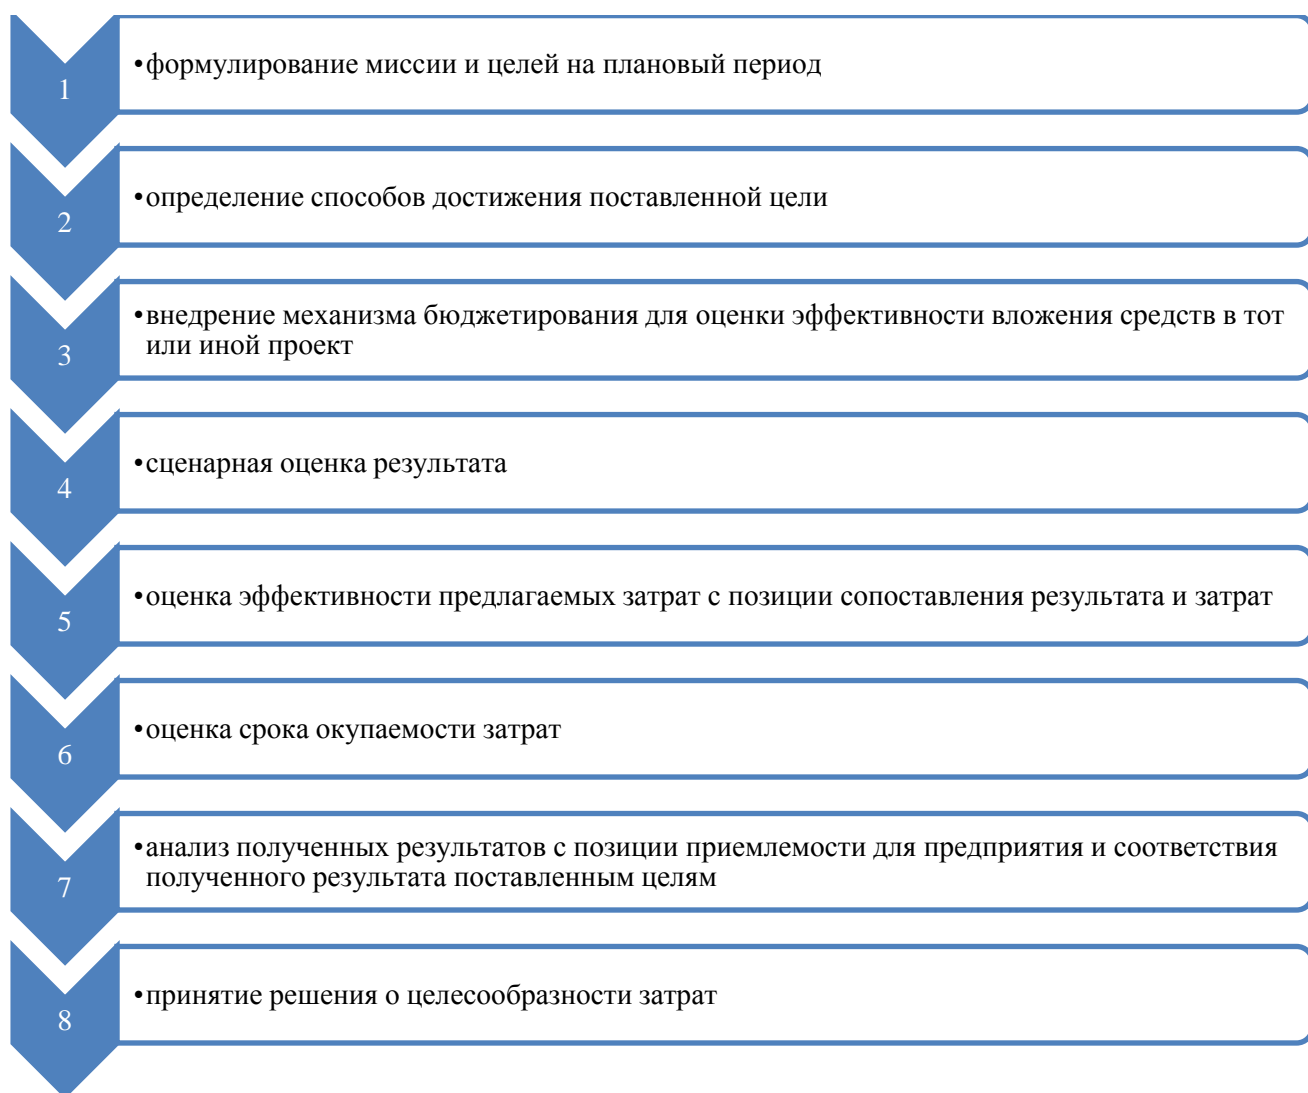 1
•формулирование миссии и целей на плановый период
2
•определение способов достижения поставленной цели
3
•внедрение механизма бюджетирования для оценки эффективности вложения средств в тот
или иной проект
4
•сценарная оценка результата
5
•оценка эффективности предлагаемых затрат с позиции сопоставления результата и затрат
6
•оценка срока окупаемости затрат
7
•анализ полученных результатов с позиции приемлемости для предприятия и соответствия
полученного результата поставленным целям
8
•принятие решения о целесообразности затрат